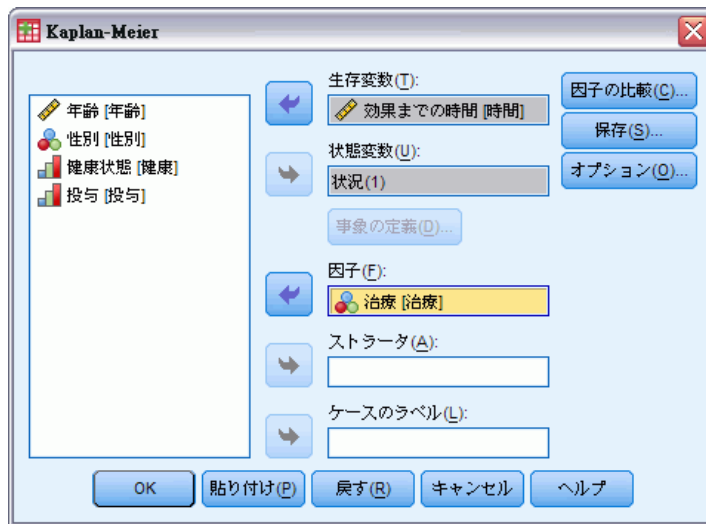 Kaplan-Meier
年齢 [年齢]
性別 [性別]
健康状態 [健康]
投与 [投与]
生存変数(T):
効果までの時間 [時間]
状態変数(U):
状況(1)
事象の定義(D)...
因子(F):
治療 [治療]
ストラータ(A):
ケースのラベル(L):
因子の比較(C)...
保存(S)...
オプション(O)...
OK
貼り付け(P)
戻す(R)
キャンセル
ヘルプ